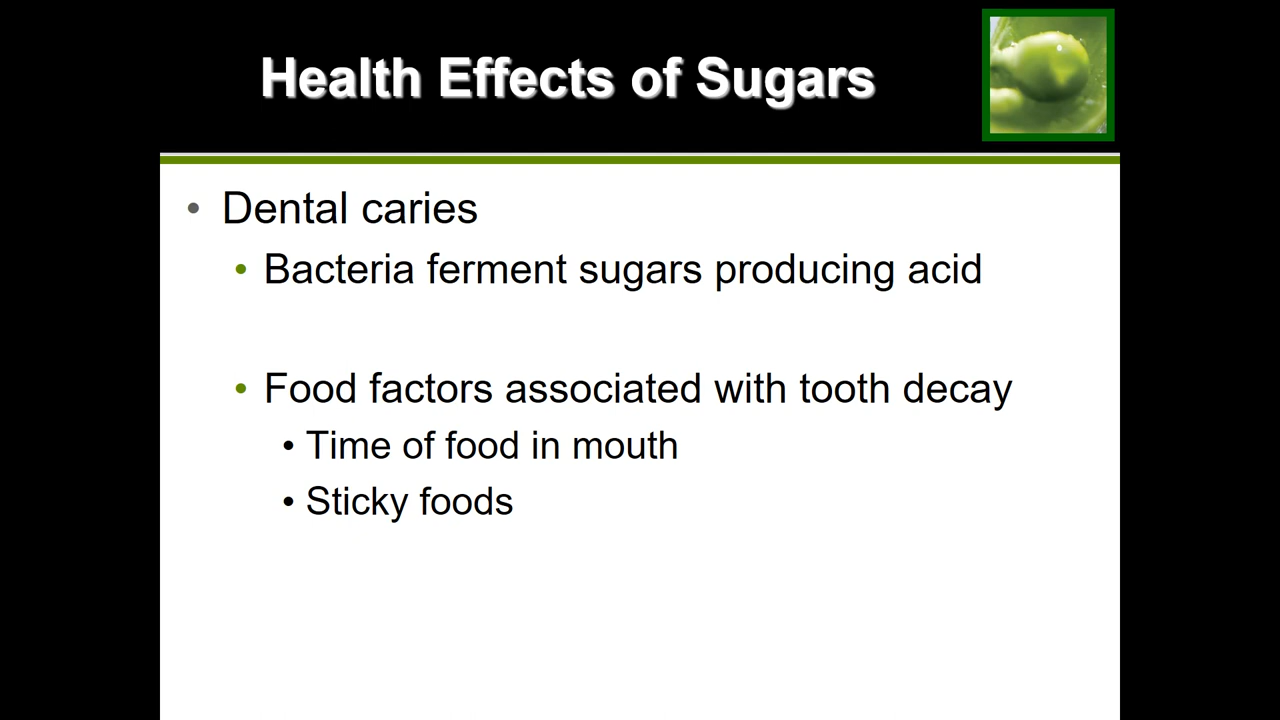 Health Effects of Sugars
• Dental caries
• Bacteria ferment sugars producing acid
• Food factors associated with tooth decay
• Time of food in mouth
• Sticky foods